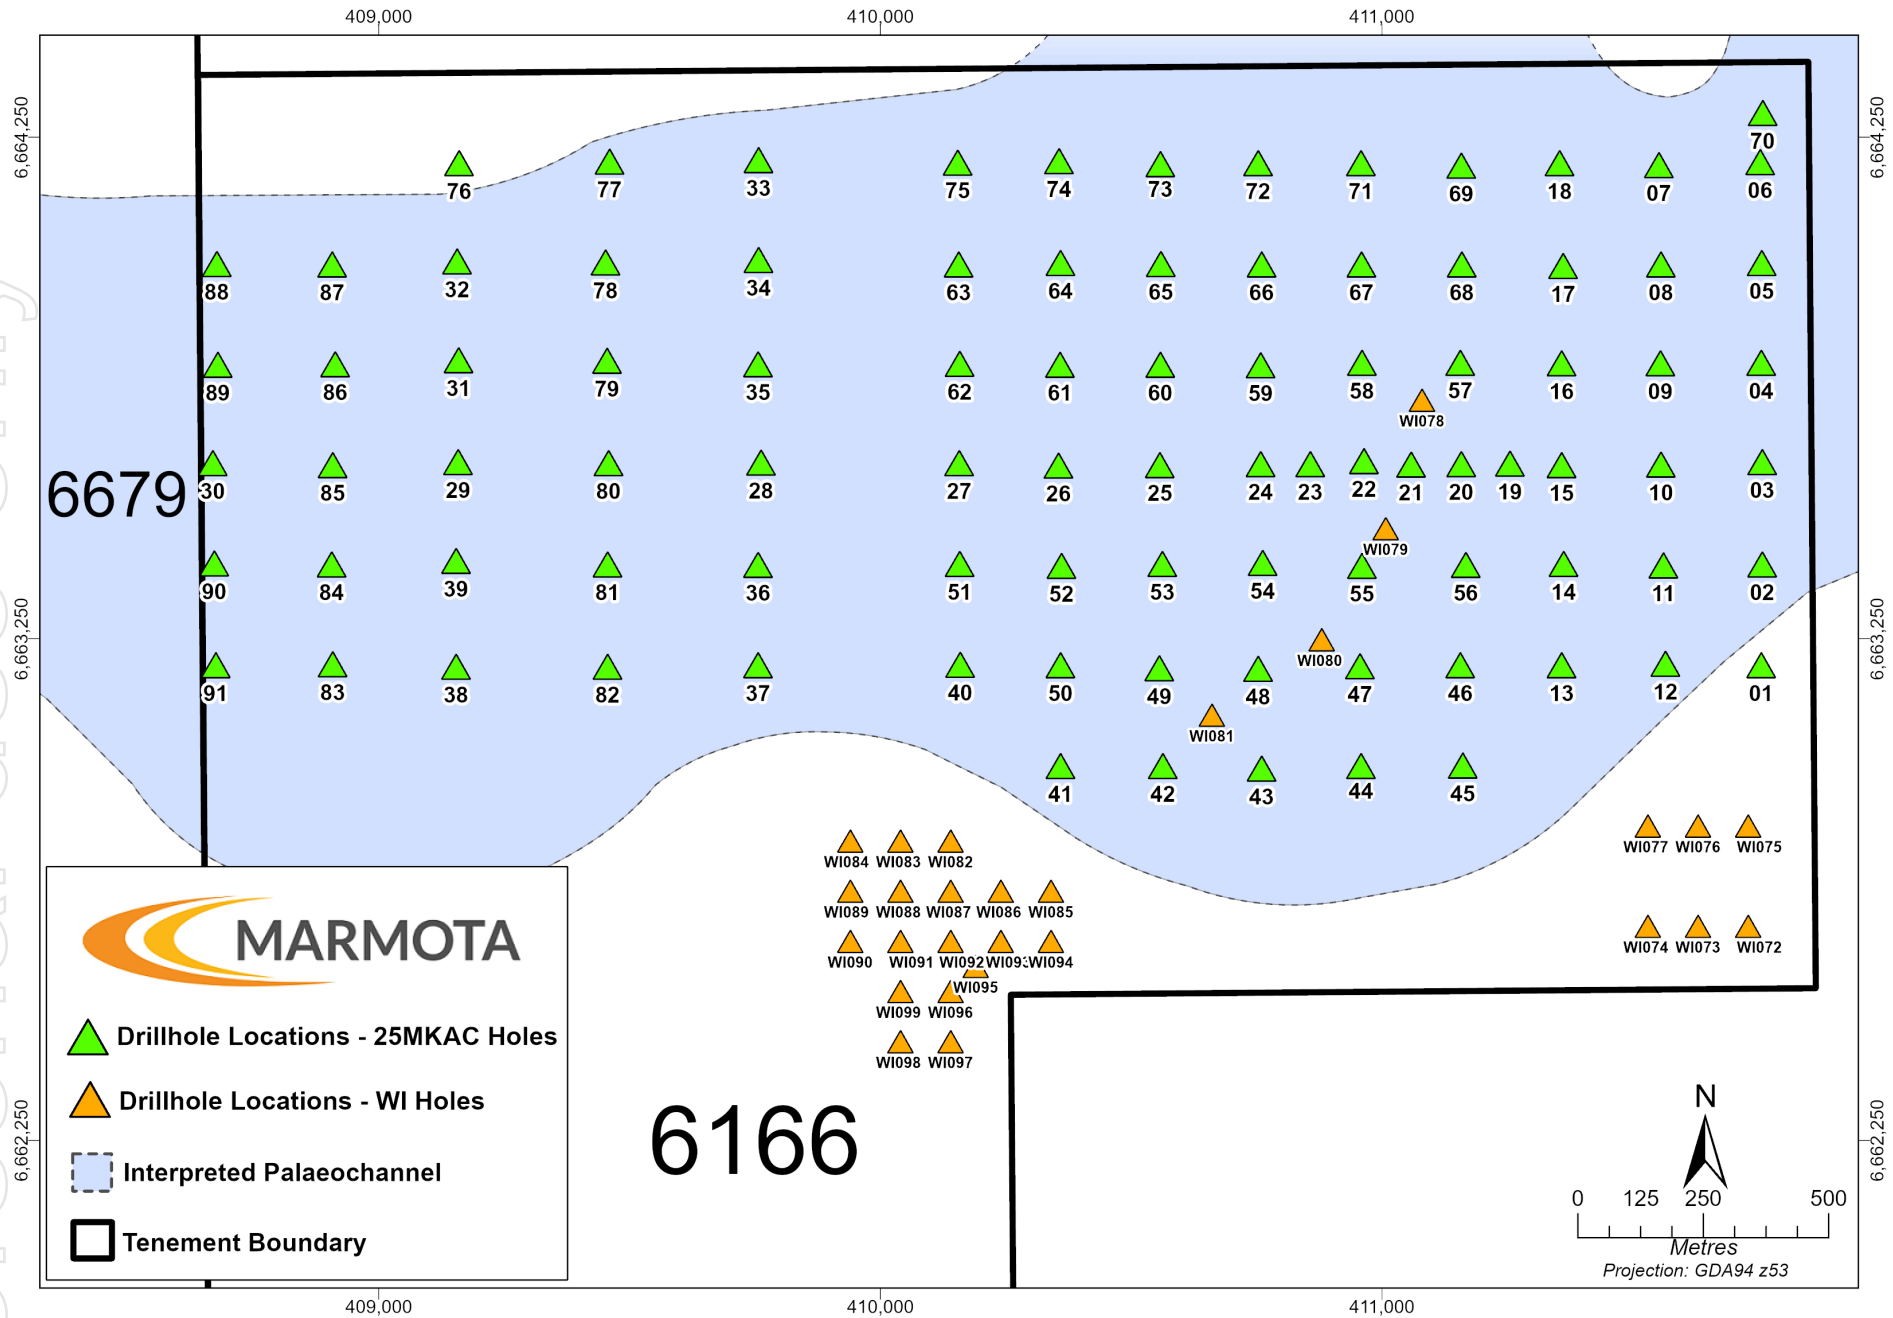 409,000 410,000 411,000
6,664,250 6,664,250
70
76 77 33 75 74 73 72 71 69 18 07 06
88 87 32 78 34 63 64 65 66 67 68 17 08 05
89 86 31 79 35 62 61 60 59 58 57 16 09 04
WI078
6679
30 85 29 80 28 27 26 25 24 23 22 21 20 19 15 10 03
WI079
90 84 39 81 36 51 52 53 54 55 56 14 11 02
6,663,250 6,663,250
WI080
91 83 38 82 37 40 50 49 48 47 46 13 12 01
WI081
41 42 43 44 45
WI077 WI076 WI075
WI084 WI083 WI082
WI089 WI088 WI087 WI086 WI085
WI074 WI073 WI072
WI090 WI091 WI092 WI094
WI095
WI099 WI096
WI098 WI097
6166
MARMOTA
Drillhole Locations - 25MKAC Holes
Drillhole Locations - WI Holes
Interpreted Palaeochannel
Tenement Boundary
6,662,250 6,662,250
N
0 125 250 500
Metres
Projection: GDA94 z53
409,000 410,000 411,000